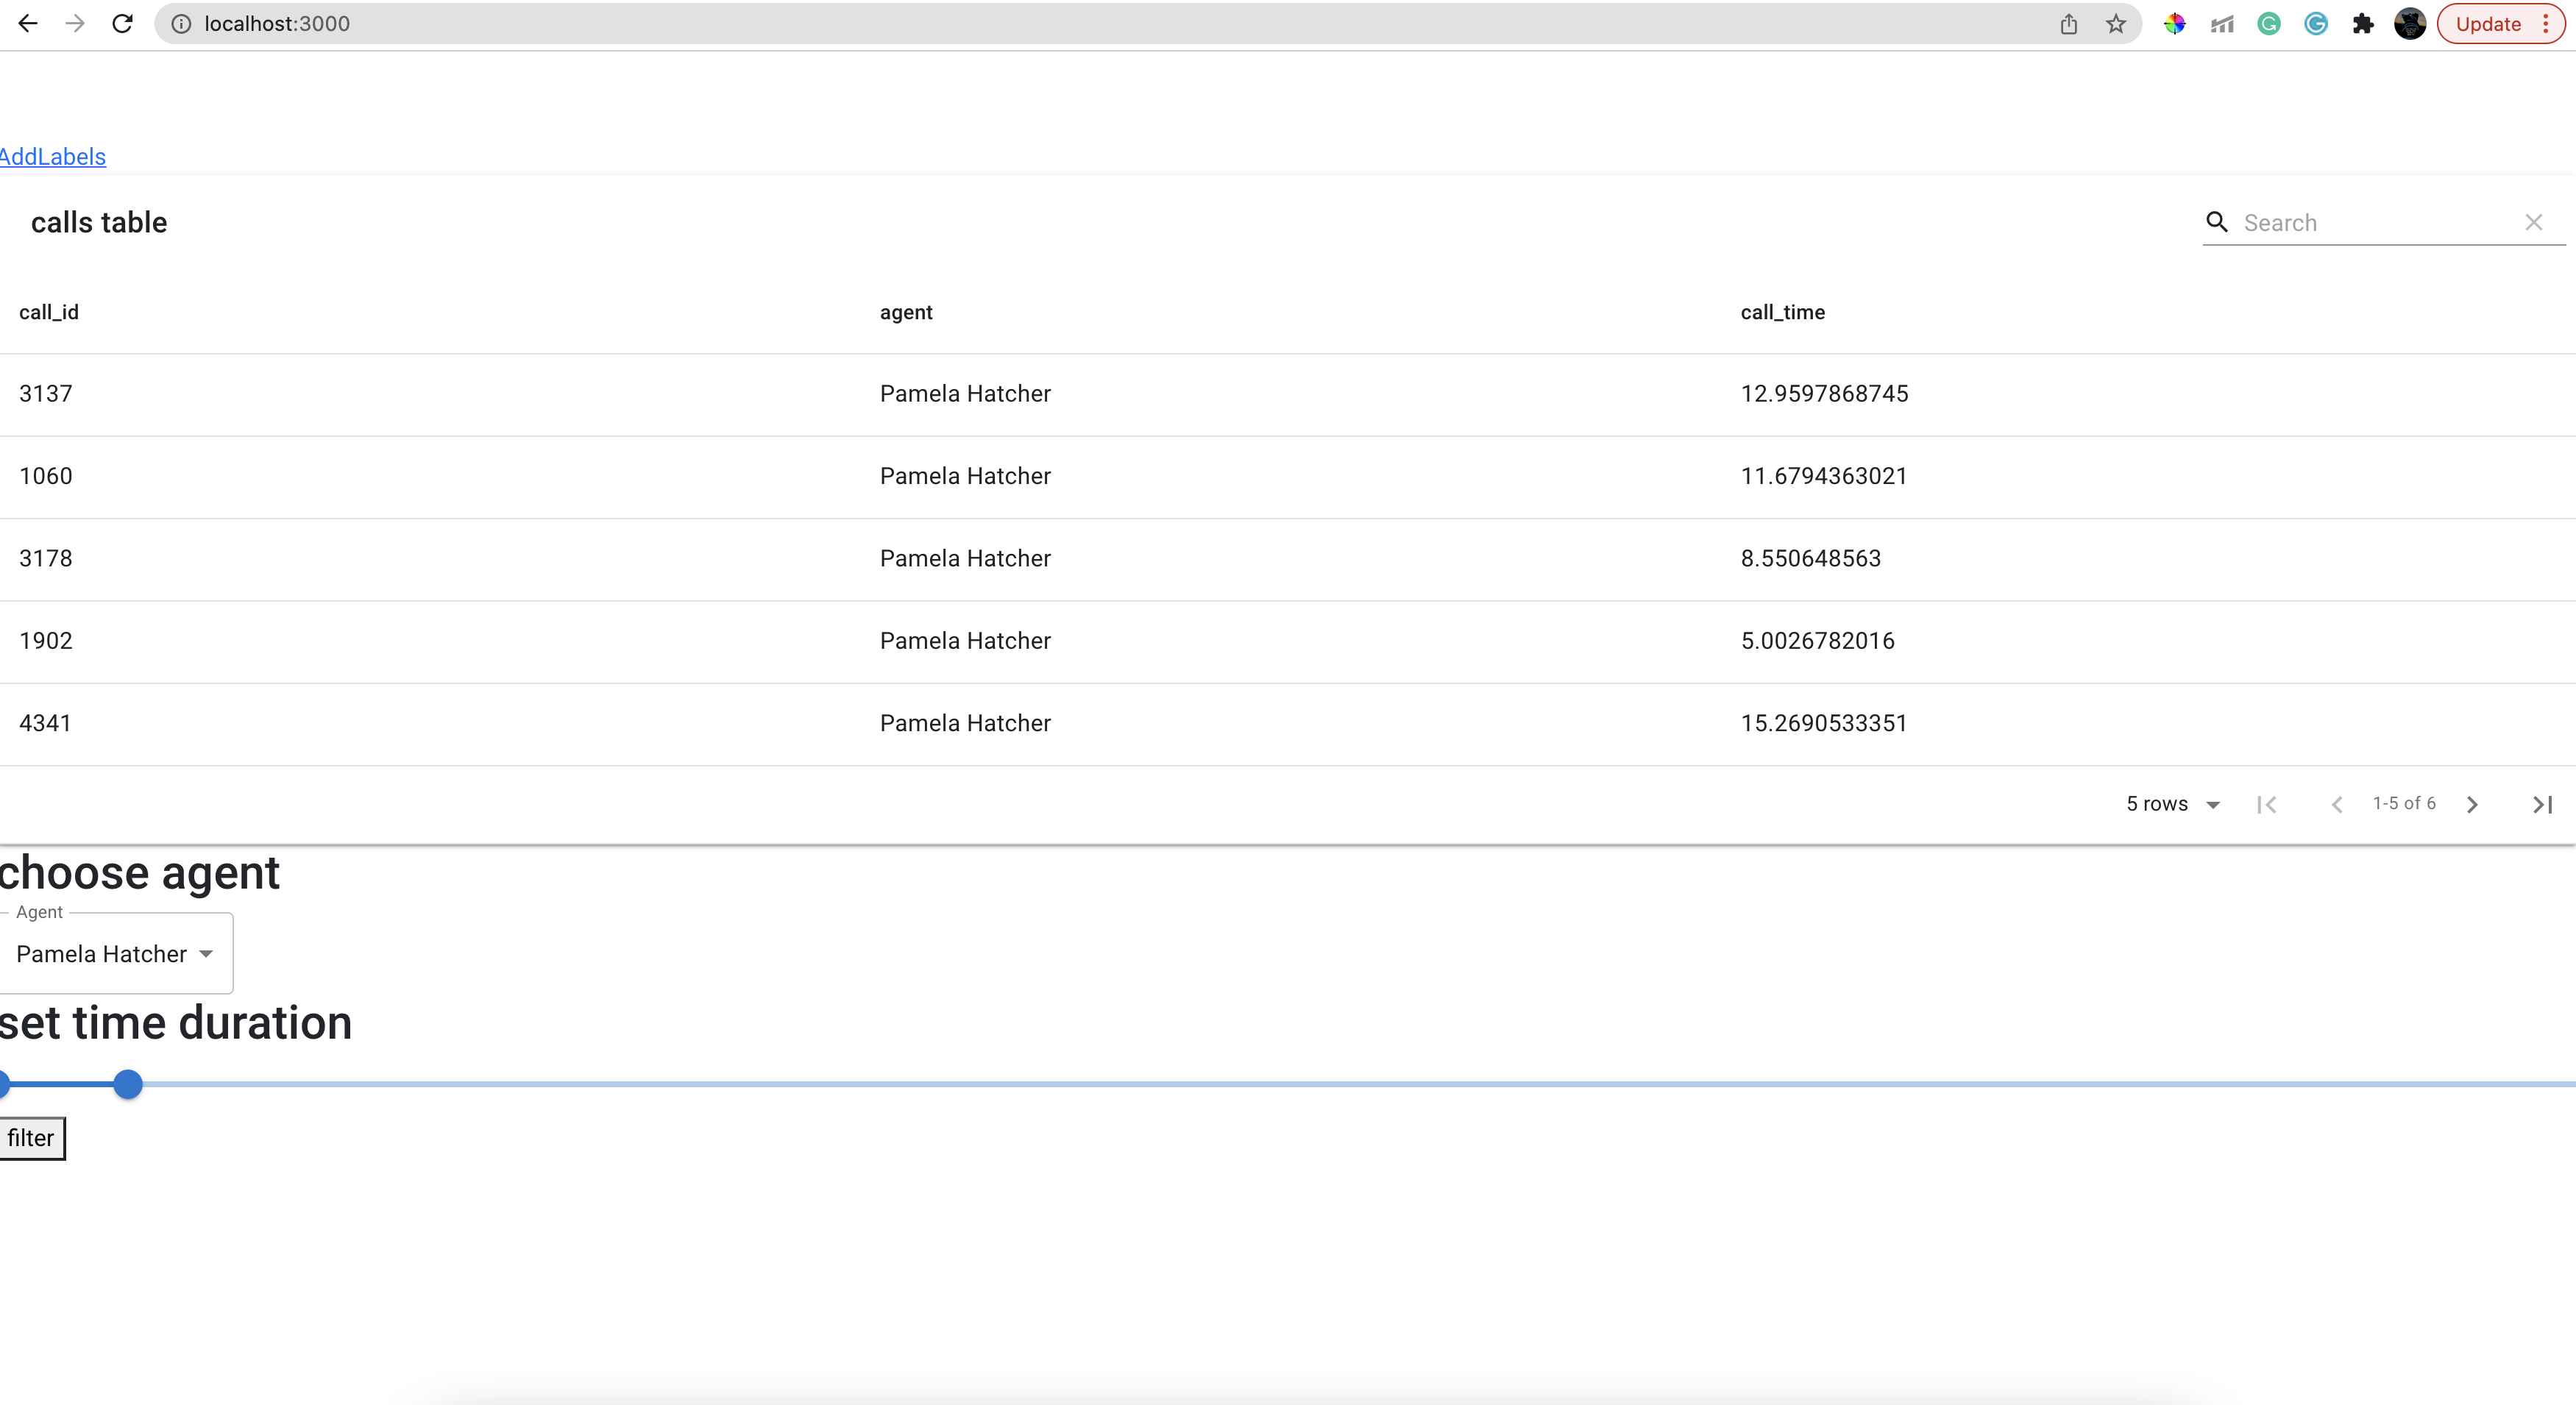 localhost:3000
Update
AddLabels
calls table
Search
call_id agent call_time
3137 Pamela Hatcher 12.9597868745
1060 Pamela Hatcher 11.6794363021
3178 Pamela Hatcher 8.550648563
1902 Pamela Hatcher 5.0026782016
4341 Pamela Hatcher 15.2690533351
5 rows 1-5 of 6
choose agent
Agent
Pamela Hatcher
set time duration
filter